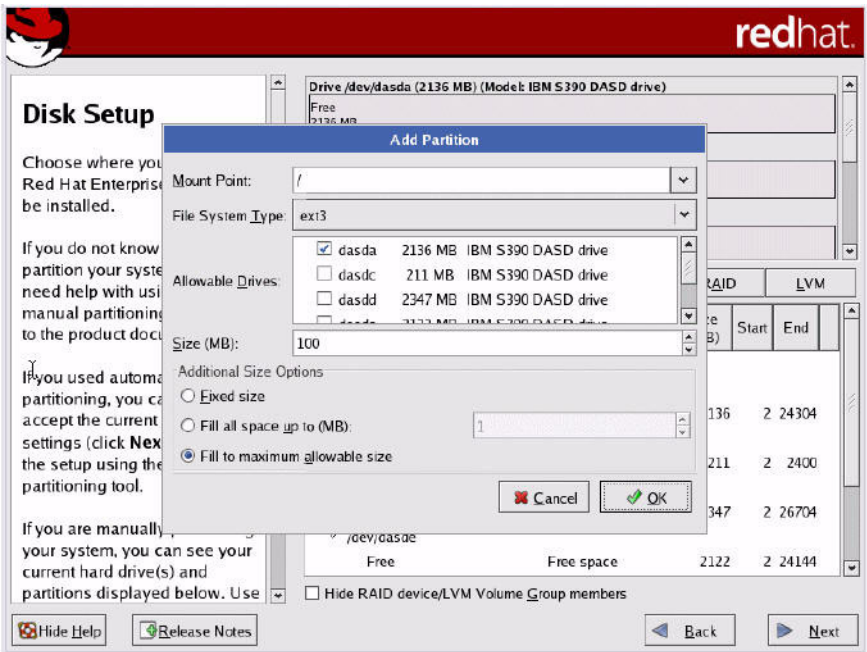 redhat.
Disk Setup
Choose where you
Red Hat Enterprise
be installed.
If you do not know
partition your
need help with
manual partitioning
to the product
If you used
partitioning, you
accept the current
settings (click Nex
the setup using the
partitioning tool.
If you are manually
your system, you can see your
current hard drive(s) and
partitions displayed below. Use
Drive /dev/dasda (2136 MB) (Model: IBM S390 DASD drive)
Free
2136 MB
Add Partition
Mount Point:
/
File System Type:
ext3
Allowable Drives:
dasda 2136 MB IBM S390 DASD drive
dasdc 211 MB IBM S390 DASD drive
dasdd 2347 MB IBM S390 DASD drive
Size (MB):
100
Additional Size Options
Fixed size
Fill all space up to (MB):
1
Fill to maximum allowable size
Cancel
OK
RAID
LVM
Start
End
136 2 24304
211 2 2400
347 2 26704
/dev/dasde
Free Free space 2122 2 24144
Hide RAID device/LVM Volume Group members
Hide Help
Release Notes
Back
Next